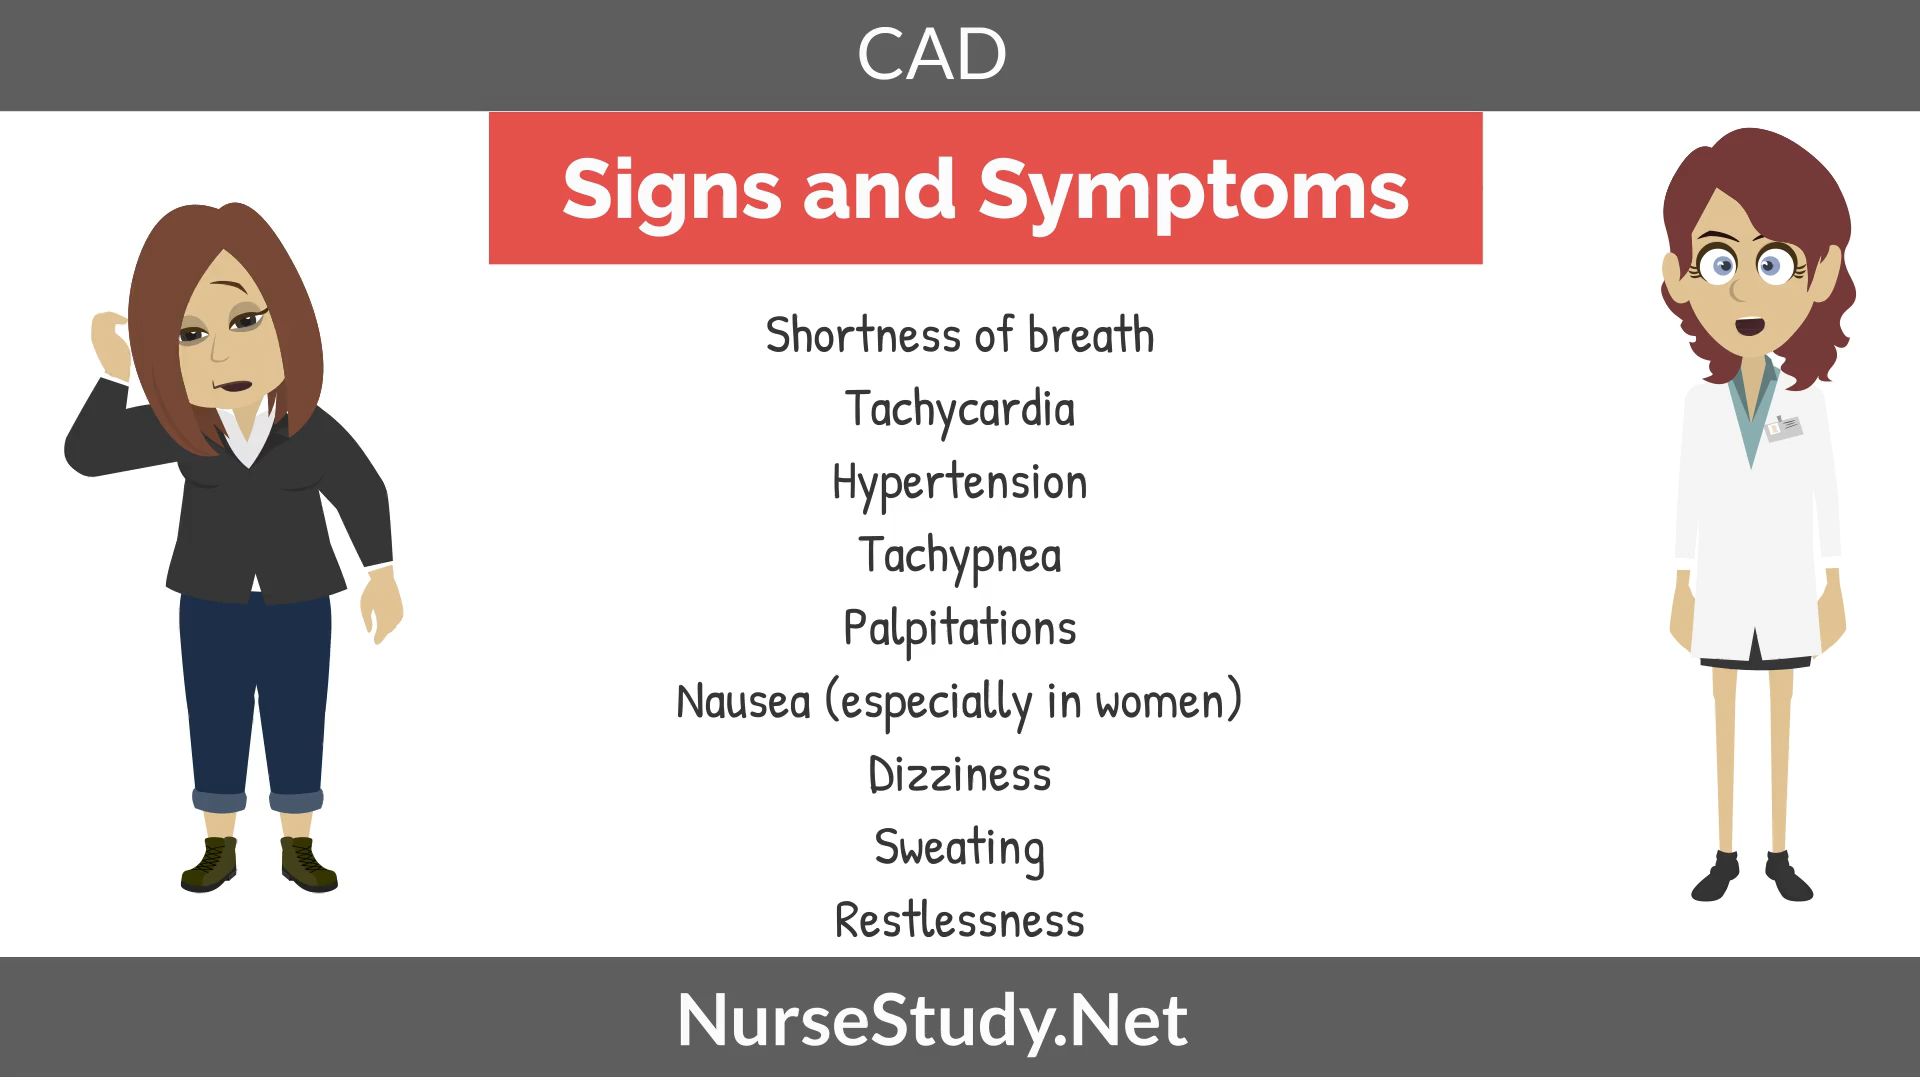 CAD
Signs and Symptoms
Shortness of breath
Tachycardia
Hypertension
Tachypnea
Palpitations
Nausea (especially in women)
Dizziness
Sweating
Restlessness
NurseStudy.Net